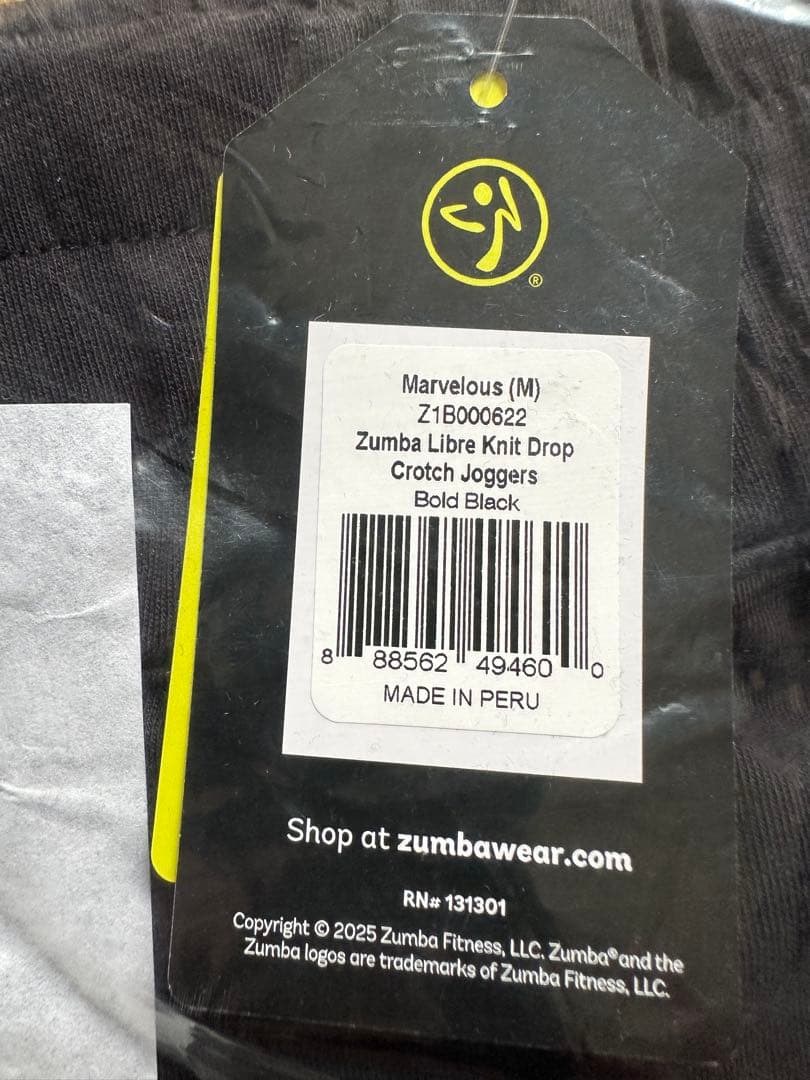 ®
Marvelous (M)
Z1B000622
Zumba Libre Knit Drop
Crotch Joggers
Bold Black
8 88562 49460 0
MADE IN PERU
Shop at zumbawear.com
RN# 131301
Copyright © 2025 Zumba Fitness, LLC. Zumba® and the
Zumba logos are trademarks of Zumba Fitness, LLC.